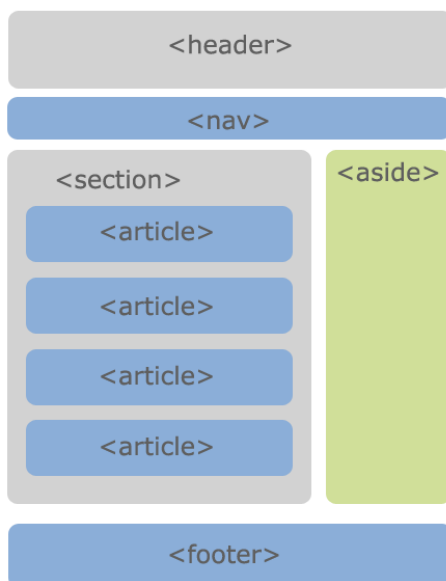 <header>
<nav>
<section>
<aside>
<article>
<article>
<article>
<article>
<footer>